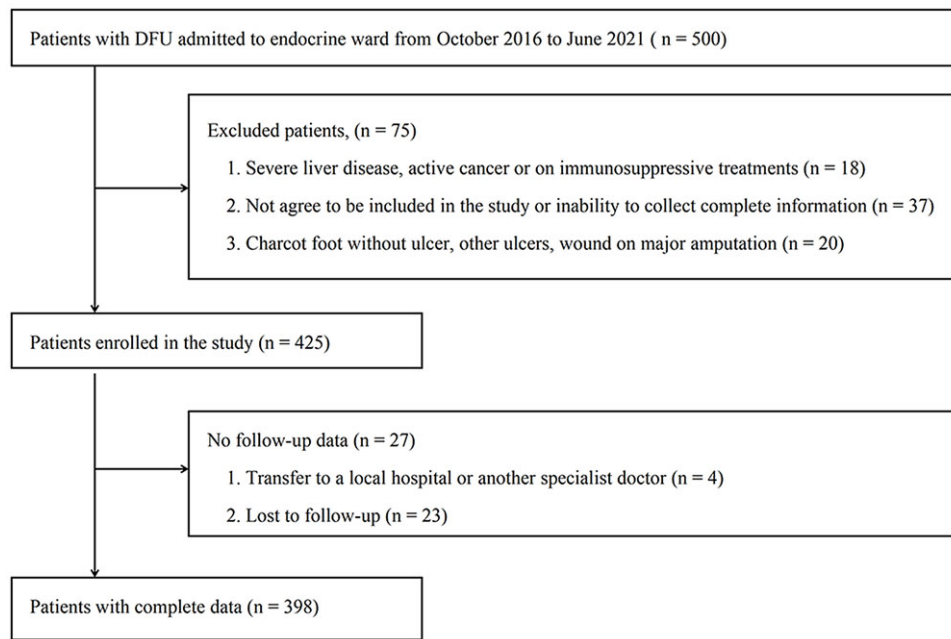 Patients with DFU admitted to endocrine ward from October 2016 to June 2021 ( n = 500)
Excluded patients, (n = 75)
1. Severe liver disease, active cancer or on immunosuppressive treatments (n = 18)
2. Not agree to be included in the study or inability to collect complete information (n = 37)
3. Charcot foot without ulcer, other ulcers, wound on major amputation (n = 20)
Patients enrolled in the study (n = 425)
No follow-up data (n = 27)
1. Transfer to a local hospital or another specialist doctor (n = 4)
2. Lost to follow-up (n = 23)
Patients with complete data (n = 398)